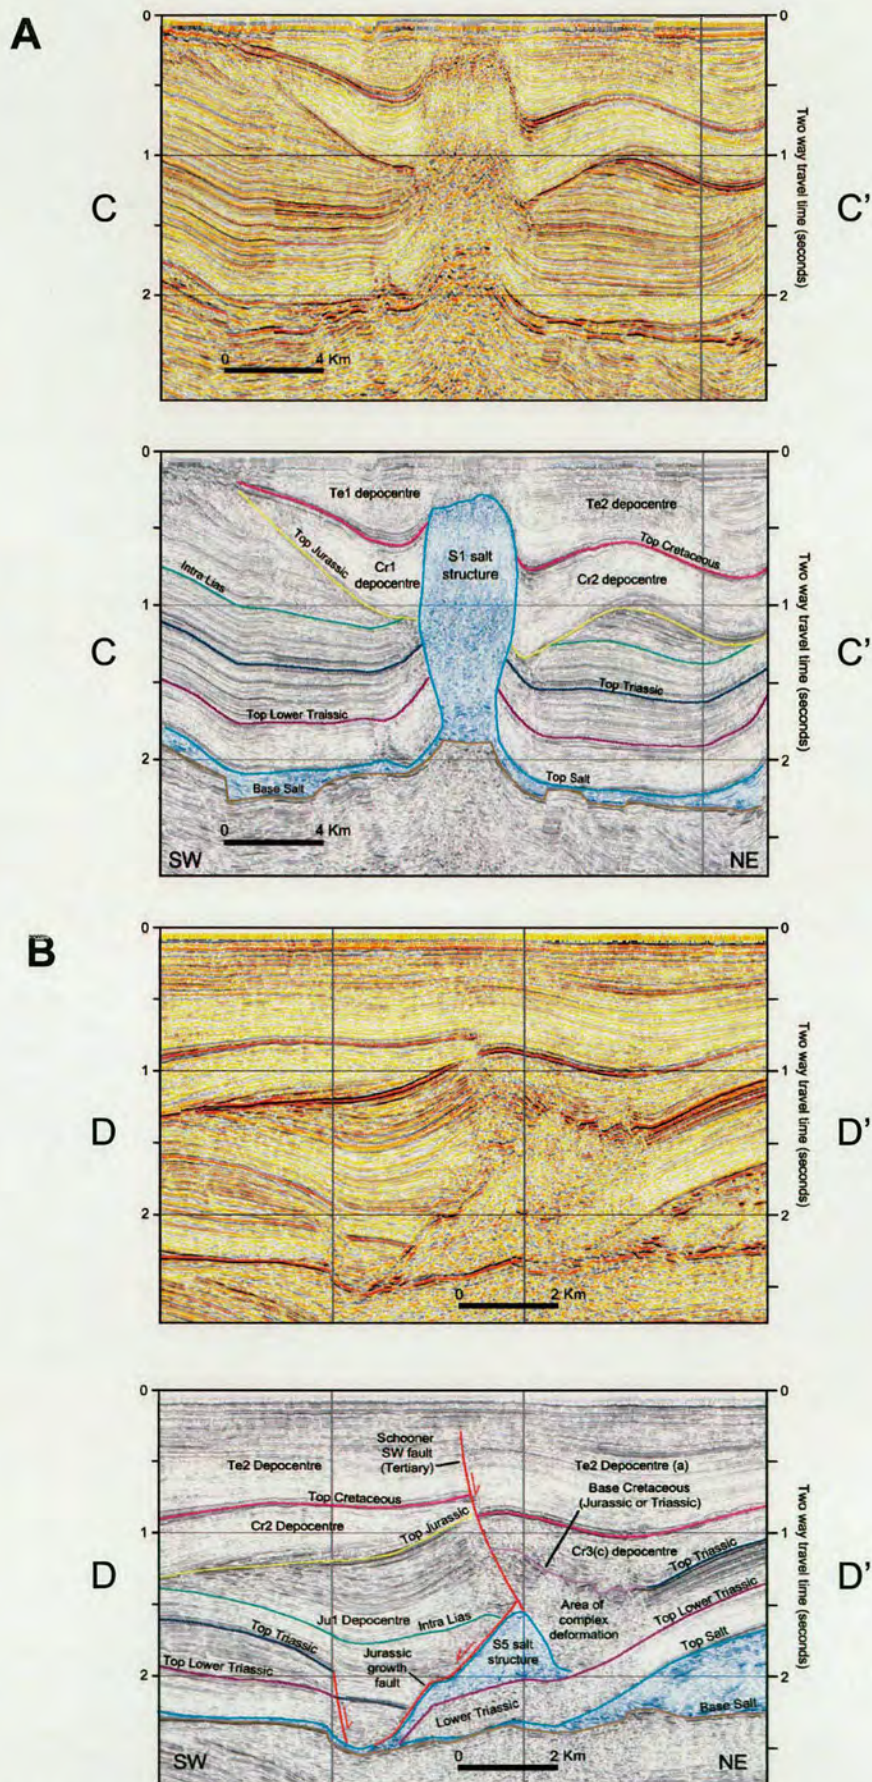 A
0
1
2
0
1
2
Two way travel time (seconds)
C
C'
0
4 Km
0
1
2
0
1
2
Two way travel time (seconds)
C
C'
Te1 depocentre
Te2 depocentre
Top Jurassic
Cr1
depocentre
S1 salt
structure
Top Cretaceous
Cr2 depocentre
Intra Lias
Top Triassic
Top Lower Traissic
Base Salt
Top Salt
0
4 Km
SW
NE
B
0
1
2
0
1
2
Two way travel time (seconds)
D
D'
0
2 Km
0
1
2
0
1
2
Two way travel time (seconds)
D
D'
Schooner
SW fault
(Tertiary)
Te2 Depocentre
Te2 Depocentre (a)
Top Cretaceous
Base Cretaceous
(Jurassic or Triassic)
Cr2 Depocentre
Top Jurassic
Cr3(c) depocentre
Top Triassic
Area of
complex
deformation
Top Lower Triassic
Ju1 Depocentre
Intra Lias
Top Triassic
Jurassic
growth
fault
S5 salt
structure
Top Salt
Top Lower Triassic
Lower Triassic
Base Salt
0
2 Km
SW
NE